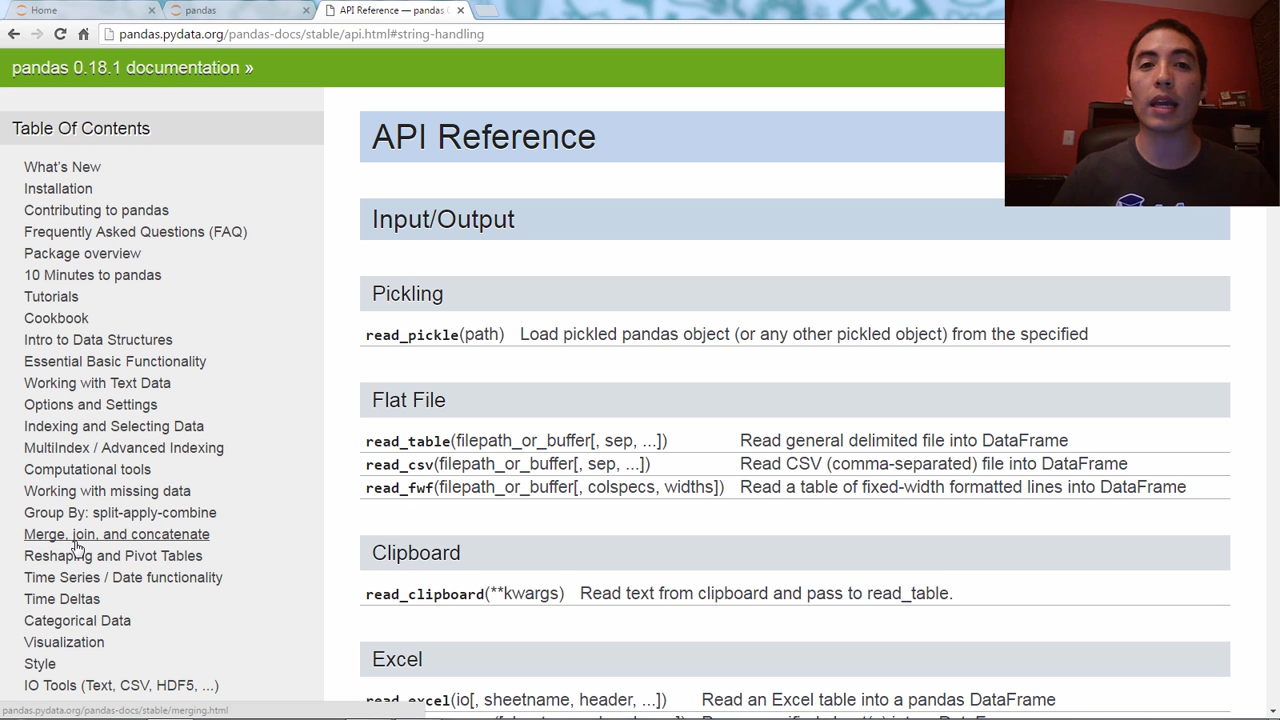 Home
pandas
API Reference — pandas
pandas.pydata.org/pandas-docs/stable/api.html#string-handling
pandas 0.18.1 documentation »
Table Of Contents
What's New
Installation
Contributing to pandas
Frequently Asked Questions (FAQ)
Package overview
10 Minutes to pandas
Tutorials
Cookbook
Intro to Data Structures
Essential Basic Functionality
Working with Text Data
Options and Settings
Indexing and Selecting Data
MultiIndex / Advanced Indexing
Computational tools
Working with missing data
Group By: split-apply-combine
Merge, join, and concatenate
Reshaping and Pivot Tables
Time Series / Date functionality
Time Deltas
Categorical Data
Visualization
Style
IO Tools (Text, CSV, HDF5, ...)
pandas.pydata.org/pandas-docs/stable/merging.html
API Reference
Input/Output
Pickling
read_pickle(path) Load pickled pandas object (or any other pickled object) from the specified
Flat File
read_table(filepath_or_buffer[, sep, ...]) Read general delimited file into DataFrame
read_csv(filepath_or_buffer[, sep, ...]) Read CSV (comma-separated) file into DataFrame
read_fwf(filepath_or_buffer[, colspecs, widths]) Read a table of fixed-width formatted lines into DataFrame
Clipboard
read_clipboard(**kwargs) Read text from clipboard and pass to read_table.
Excel
read_excel(io[, sheetname, header, ...]) Read an Excel table into a pandas DataFrame